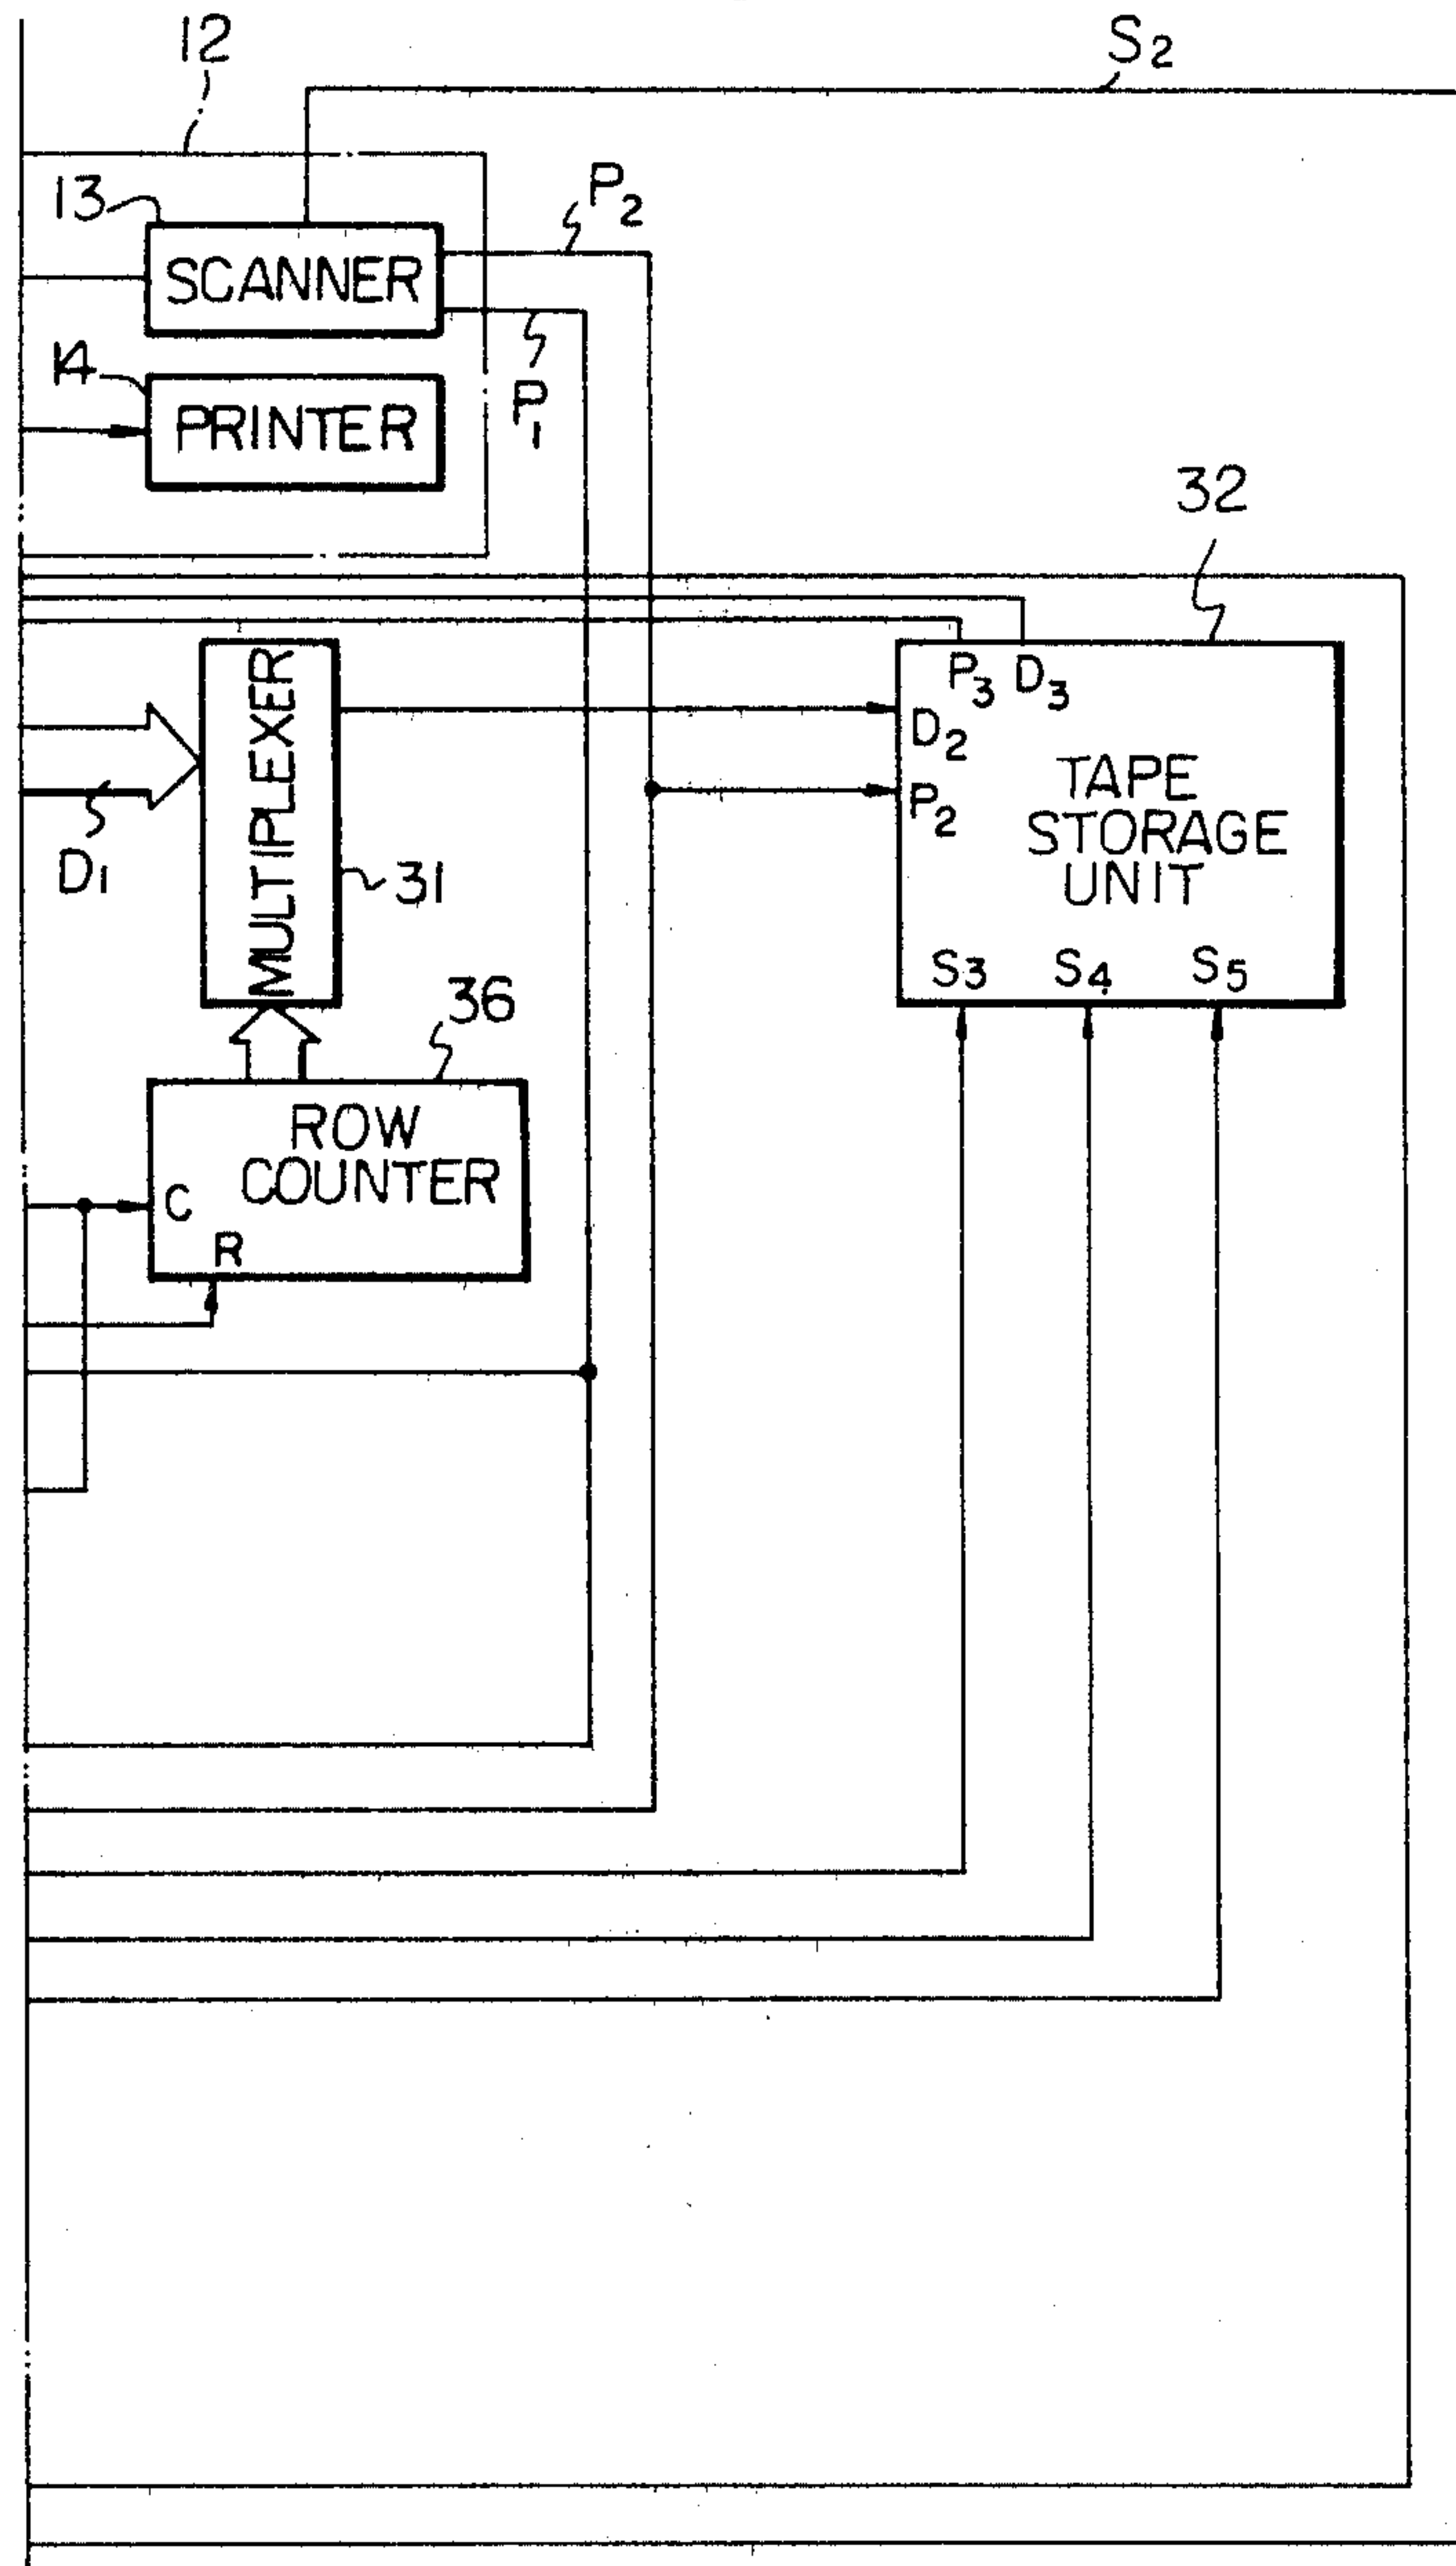 12
S2
13
P2
SCANNER
14
P1
PRINTER
32
P3 D3
MULTIPLEXER
D2
TAPE
P2
STORAGE
D1
31
UNIT
S3 S4 S5
36
ROW
COUNTER
C
R